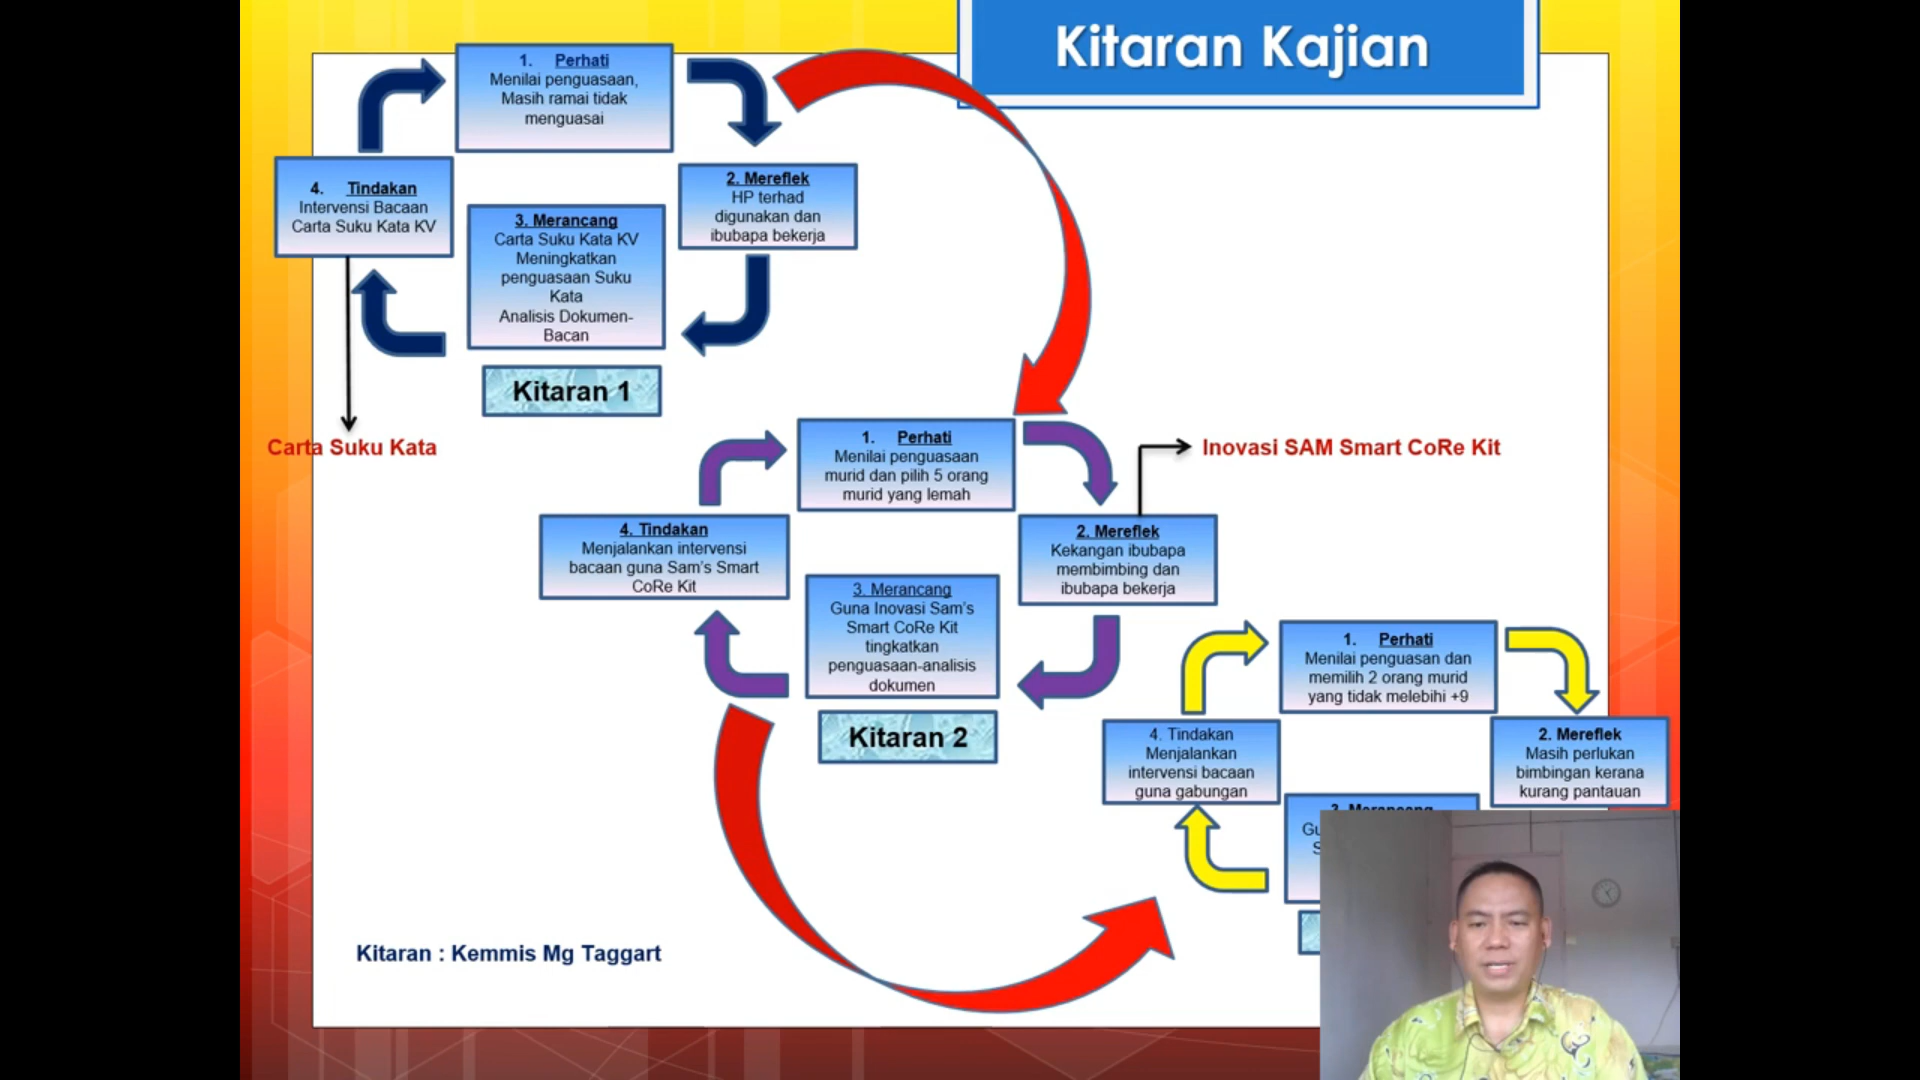 Kitaran Kajian
1. Perhati
Menilai penguasaan,
Masih ramai tidak
menguasai
2. Mereflek
HP terhad
digunakan dan
ibubapa bekerja
3. Merancang
Carta Suku Kata KV
Meningkatkan
penguasaan Suku
Kata
Analisis Dokumen-
Bacan
4. Tindakan
Intervensi Bacaan
Carta Suku Kata KV
Kitaran 1
Carta Suku Kata
1. Perhati
Menilai penguasaan
murid dan pilih 5 orang
murid yang lemah
Inovasi SAM Smart CoRe Kit
2. Mereflek
Kekangan ibubapa
membimbing dan
ibubapa bekerja
3. Merancang
Guna Inovasi Sam's
Smart CoRe Kit
tingkatkan
penguasaan-analisis
dokumen
4. Tindakan
Menjalankan intervensi
bacaan guna Sam's Smart
CoRe Kit
Kitaran 2
1. Perhati
Menilai penguasan dan
memilih 2 orang murid
yang tidak melebihi +9
2. Mereflek
Masih perlukan
bimbingan kerana
kurang pantauan
3. Merancang
4. Tindakan
Menjalankan
intervensi bacaan
guna gabungan
Kitaran : Kemmis Mg Taggart